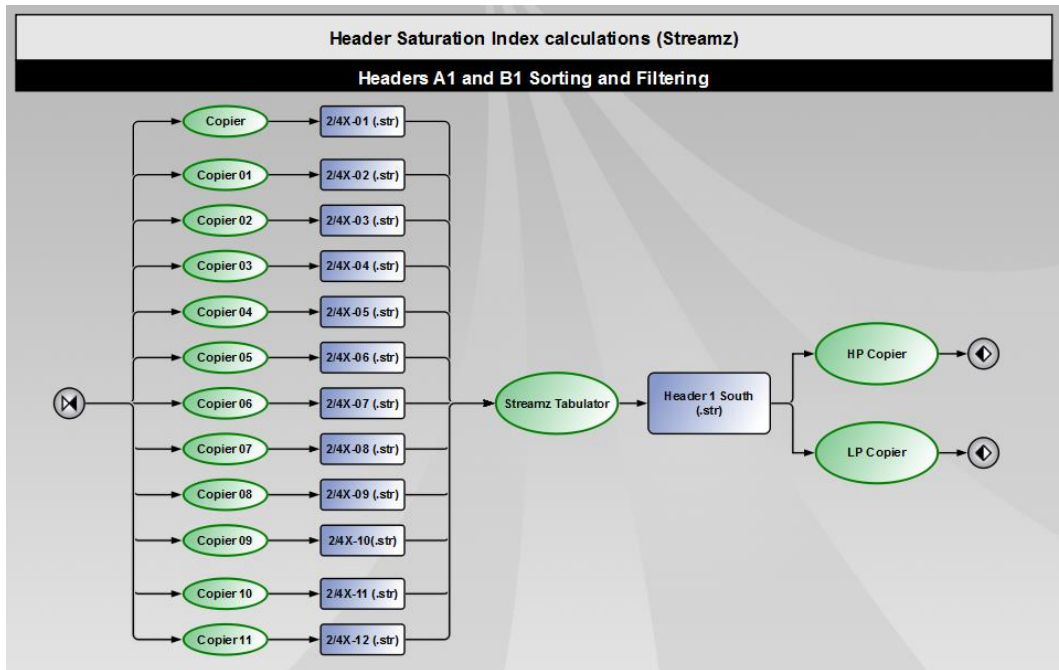 Header Saturation Index calculations (Streamz)
Headers A1 and B1 Sorting and Filtering
Copier
2/4X-01 (.str)
Copier 01
2/4X-02 (.str)
Copier 02
2/4X-03 (.str)
Copier 03
2/4X-04 (.str)
Copier 04
2/4X-05 (.str)
Copier 05
2/4X-06 (.str)
Copier 06
2/4X-07 (.str)
Copier 07
2/4X-08 (.str)
Copier 08
2/4X-09 (.str)
Copier 09
2/4X-10(.str)
Copier 10
2/4X-11 (.str)
Copier 11
2/4X-12 (.str)
Streamz Tabulator
Header 1 South
(.str)
HP Copier
LP Copier